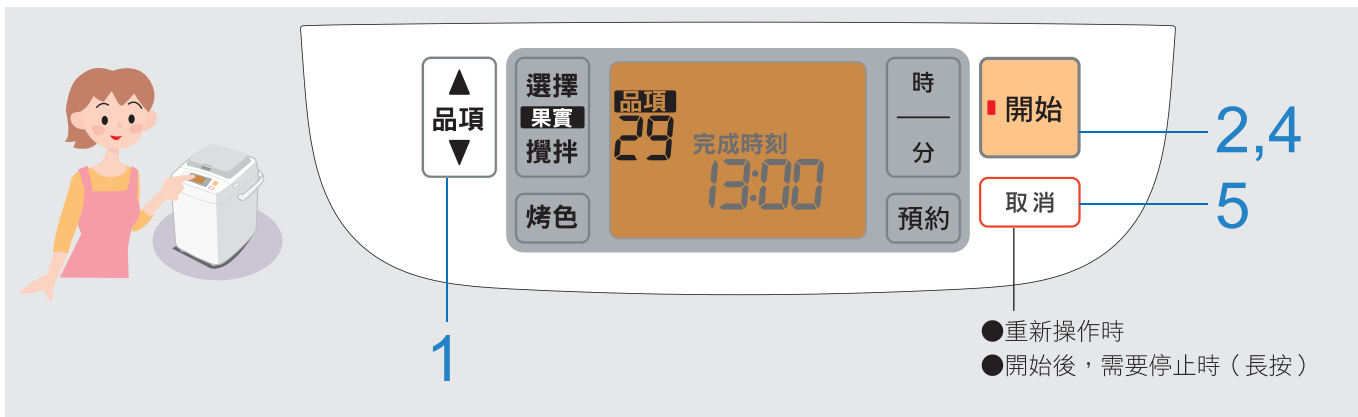 ▲
品項
▼
選擇
果實
攪拌
烤色
品項
29
完成時刻
13:00
時
分
預約
開始
取消
2,4
5
1
●重新操作時
●開始後，需要停止時（長按）